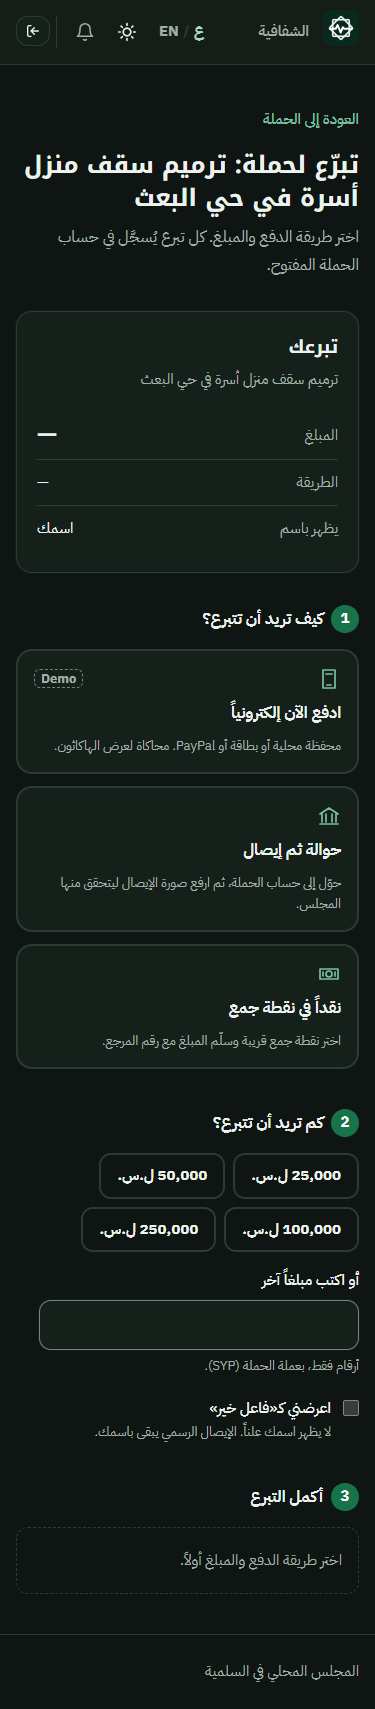 الشفافية
ع / EN
العودة إلى الحملة
تبرّع لحملة: ترميم سقف منزل
أسرة في حي البعث
اختر طريقة الدفع والمبلغ. كل تبرع يُسجَّل في حساب
الحملة المفتوح.
تبرعك
ترميم سقف منزل أسرة في حي البعث
المبلغ —
الطريقة —
يظهر باسم اسمك
1 كيف تريد أن تتبرع؟
Demo
ادفع الآن إلكترونياً
محفظة محلية أو بطاقة أو PayPal. محاكاة لعرض الهاكاثون.
حوالة ثم إيصال
حوّل إلى حساب الحملة، ثم ارفع صورة الإيصال ليتحقق منها
المجلس.
نقداً في نقطة جمع
اختر نقطة جمع قريبة وسلّم المبلغ مع رقم المرجع.
2 كم تريد أن تتبرع؟
25,000 ل.س. 50,000 ل.س.
100,000 ل.س. 250,000 ل.س.
أو اكتب مبلغاً آخر
أرقام فقط، بعملة الحملة (SYP).
اعرضني كـ«فاعل خير»
لا يظهر اسمك علناً. الإيصال الرسمي يبقى باسمك.
3 أكمل التبرع
اختر طريقة الدفع والمبلغ أولاً.
المجلس المحلي في السلمية